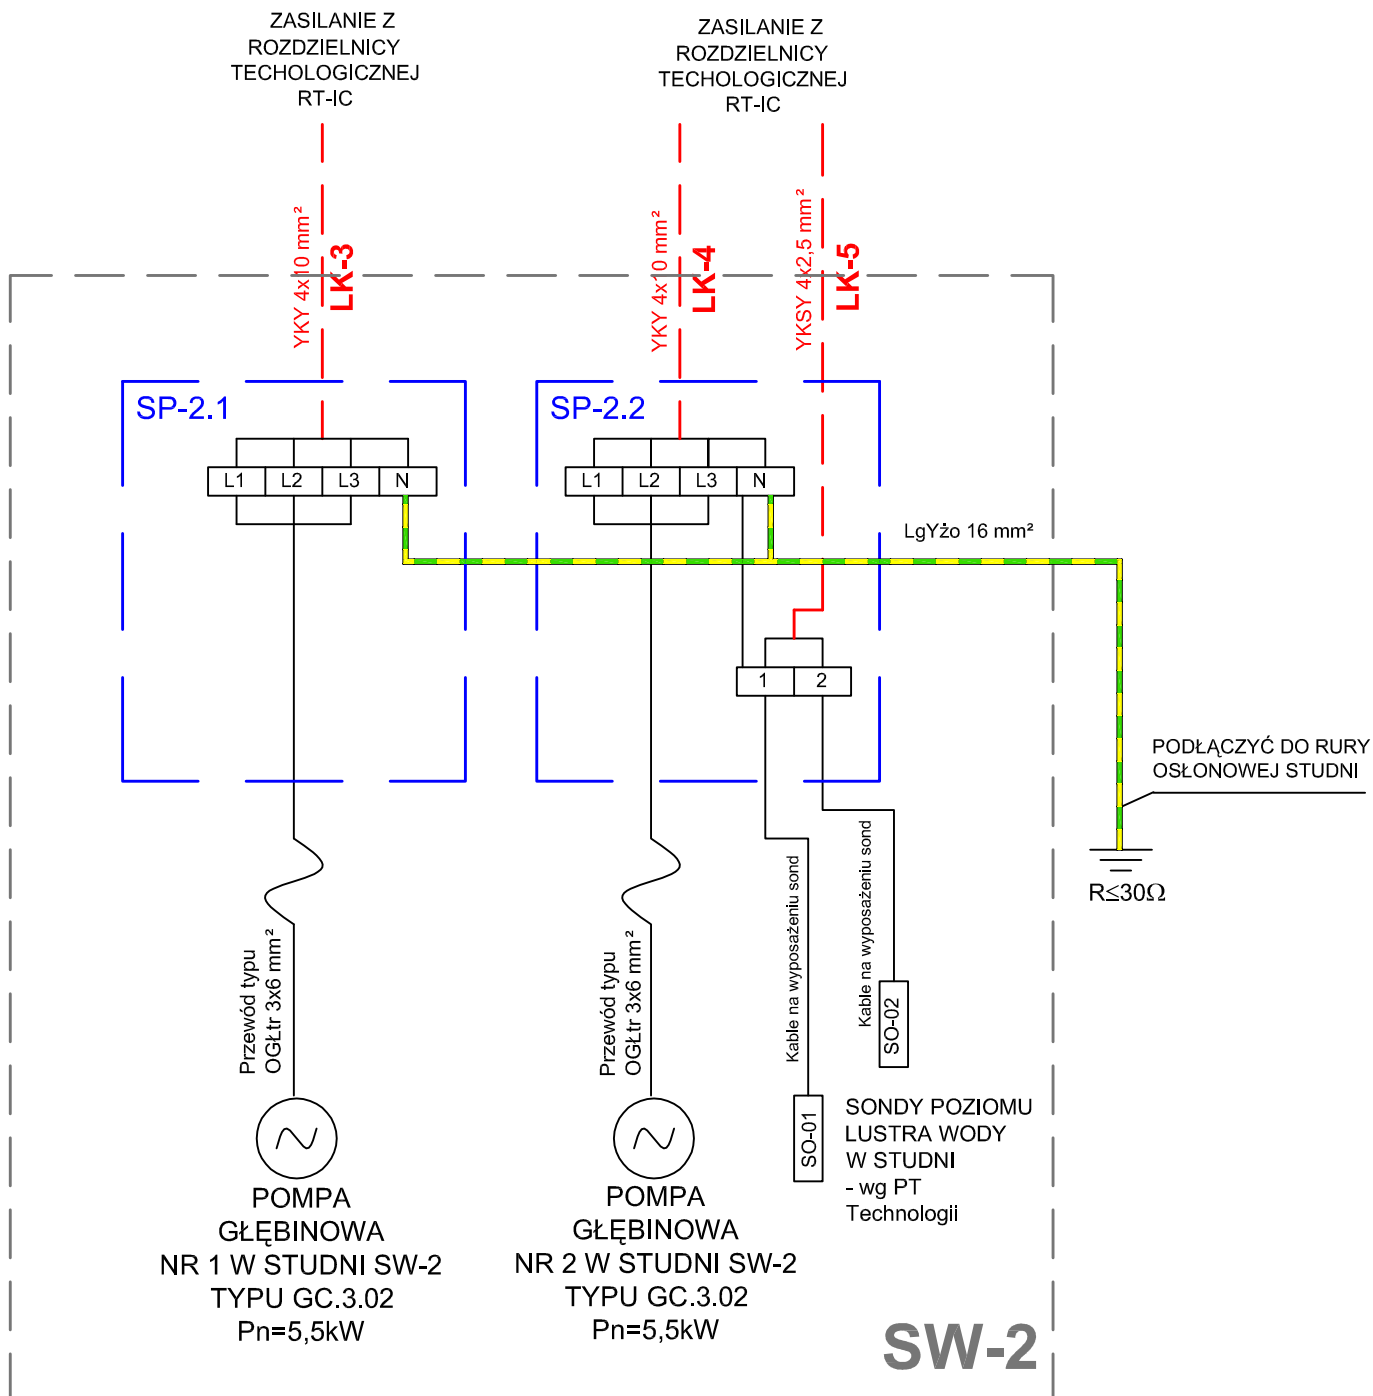 ZASILANIE Z
ROZDZIELNICY
TECHOLOGICZNEJ
RT-IC
ZASILANIE Z
ROZDZIELNICY
TECHOLOGICZNEJ
RT-IC
YKY 4x10 mm²
LK-3
YKY 4x10 mm²
LK-4
YKSY 4x2,5 mm²
LK-5
SP-2.1
L1 L2 L3 N
SP-2.2
L1 L2 L3 N
LgYżo 16 mm²
1 2
PODŁĄCZYĆ DO RURY
OSŁONOWEJ STUDNI
R≤30Ω
Przewód typu
OGŁtr 3x6 mm²
Przewód typu
OGŁtr 3x6 mm²
Kable na wyposażeniu sond
Kable na wyposażeniu sond
SO-01
SO-02
SONDY POZIOMU
LUSTRA WODY
W STUDNI
- wg PT
Technologii
POMPA
GŁĘBINOWA
NR 1 W STUDNI SW-2
TYPU GC.3.02
Pn=5,5kW
POMPA
GŁĘBINOWA
NR 2 W STUDNI SW-2
TYPU GC.3.02
Pn=5,5kW
SW-2